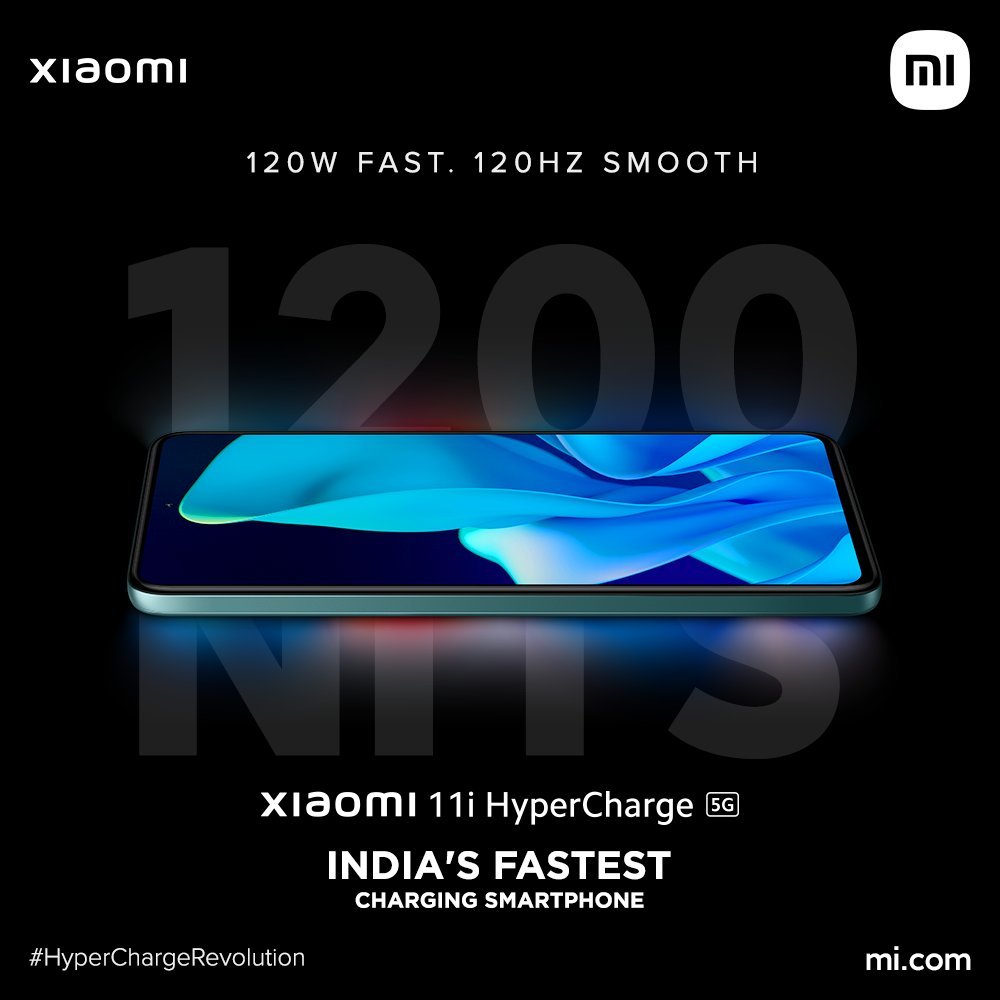 xiaomi
mi
120W FAST. 120HZ SMOOTH
1200
NITS
xiaomi 11i HyperCharge 5G
INDIA'S FASTEST
CHARGING SMARTPHONE
#HyperChargeRevolution
mi.com